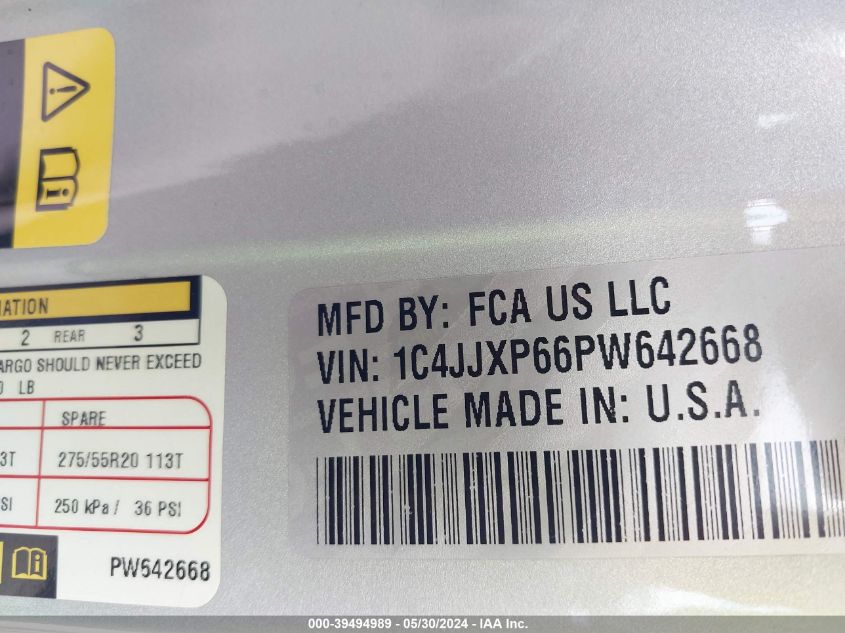 MATION
2 REAR 3
ARGO SHOULD NEVER EXCEED
LB
SPARE
3T 275/55R20 113T
SI 250 kPa / 36 PSI
PW542668
MFD BY: FCA US LLC
VIN: 1C4JJXP66PW642668
VEHICLE MADE IN: U.S.A.
000-39494989 - 05/30/2024 - IAA Inc.